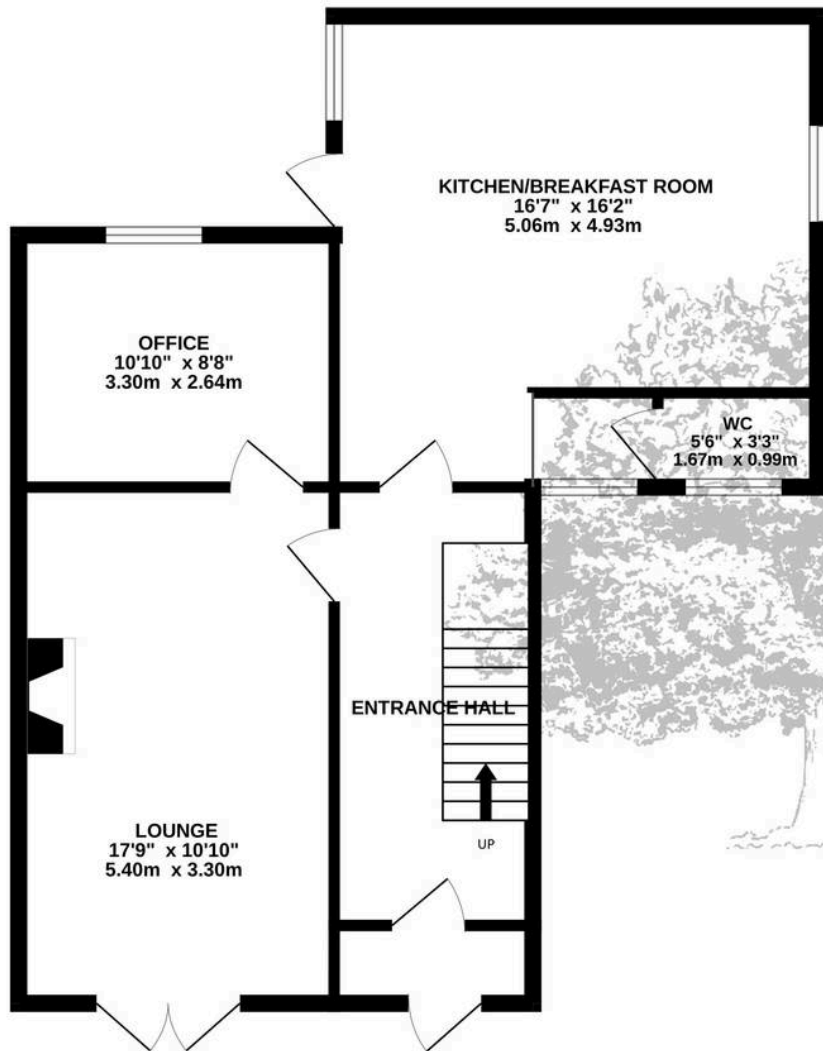 KITCHEN/BREAKFAST ROOM
16'7" x 16'2"
5.06m x 4.93m
OFFICE
10'10" x 8'8"
3.30m x 2.64m
WC
5'6" x 3'3"
1.67m x 0.99m
ENTRANCE HALL
LOUNGE
17'9" x 10'10"
5.40m x 3.30m
UP